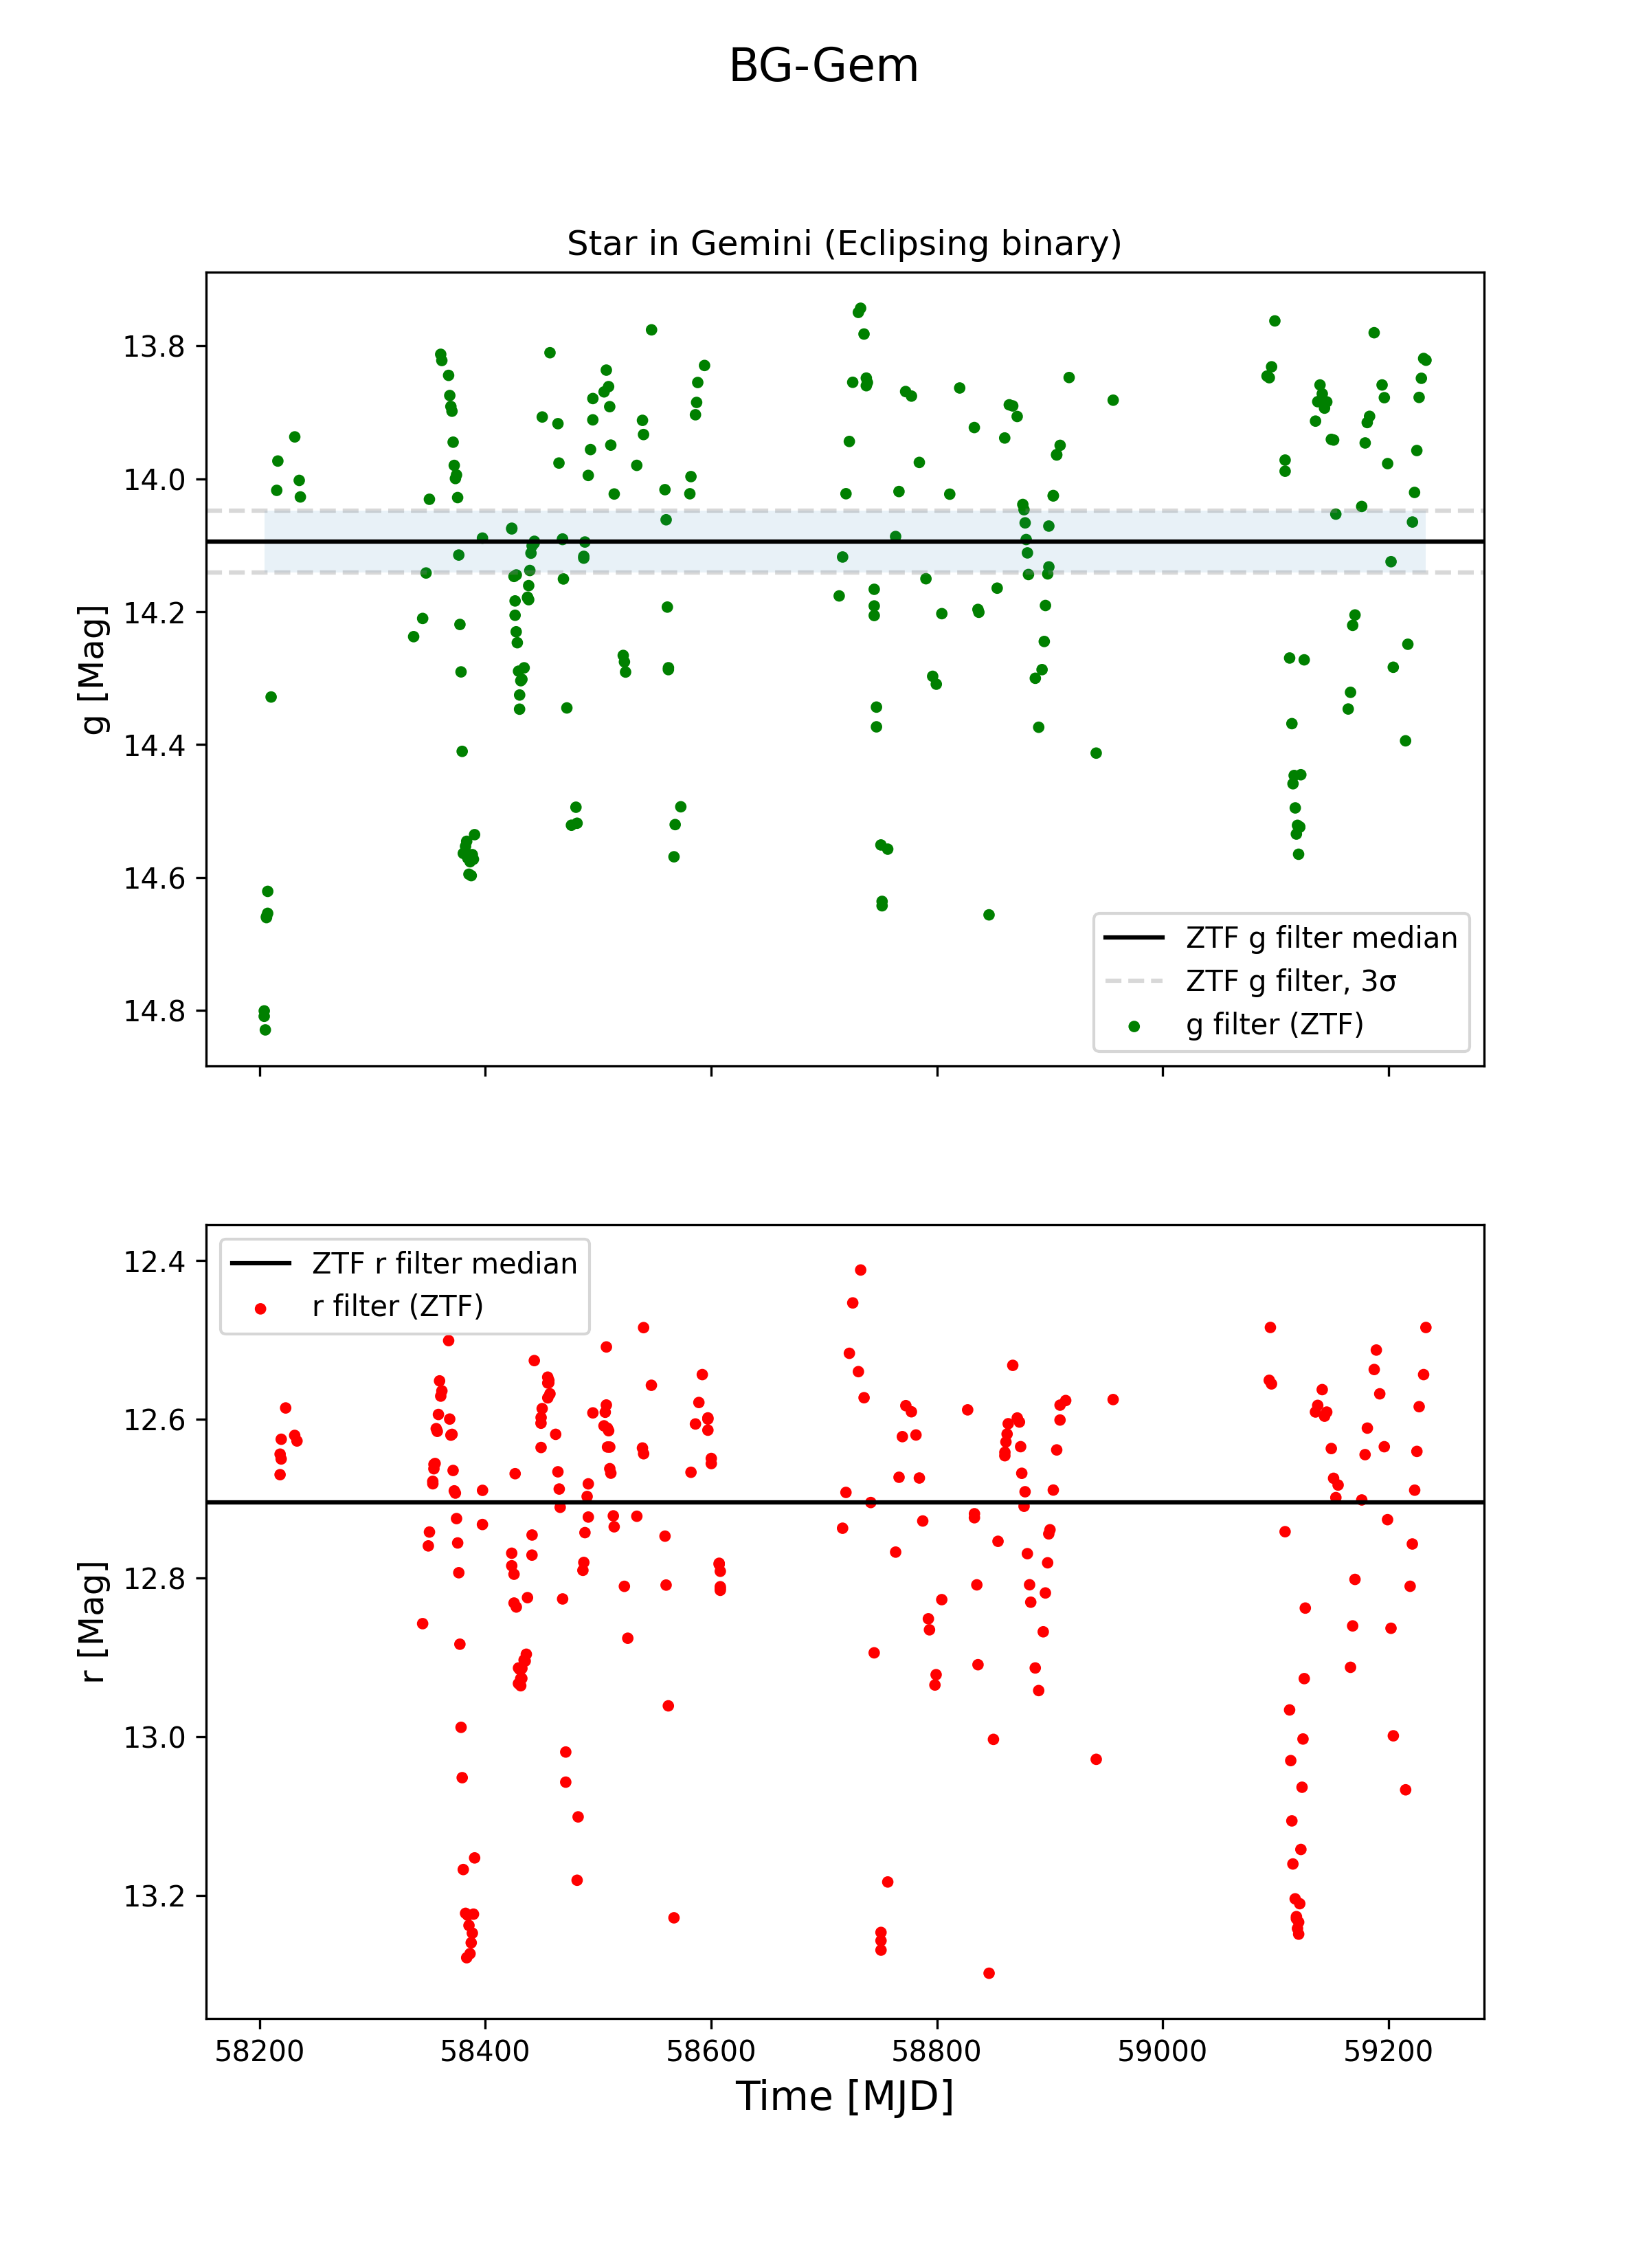 BG-Gem
Star in Gemini (Eclipsing binary)
13.8
14.0
14.2
14.4
14.6
14.8
g [Mag]
ZTF g filter median
ZTF g filter, 3σ
g filter (ZTF)
ZTF r filter median
r filter (ZTF)
12.4
12.6
12.8
13.0
13.2
r [Mag]
58200 58400 58600 58800 59000 59200
Time [MJD]